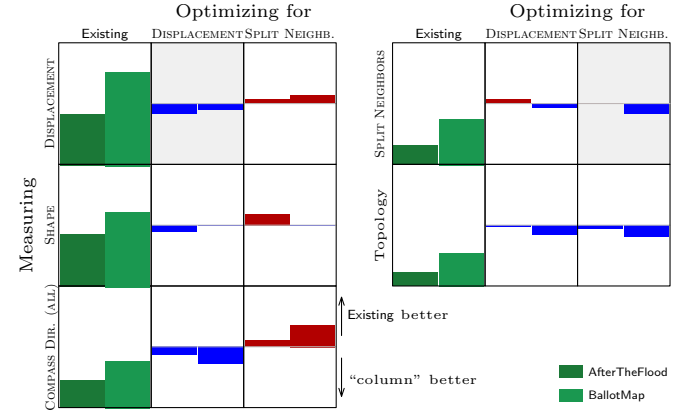 Optimizing for
Existing
DISPLACEMENT
SPLIT NEIGHB.
Measuring
DISPLACEMENT
SHAPE
COMPASS DIR. (ALL)
Existing better
"column" better
Optimizing for
Existing
DISPLACEMENT
SPLIT NEIGHB.
SPLIT NEIGHBORS
Topology
AfterTheFlood
BallotMap